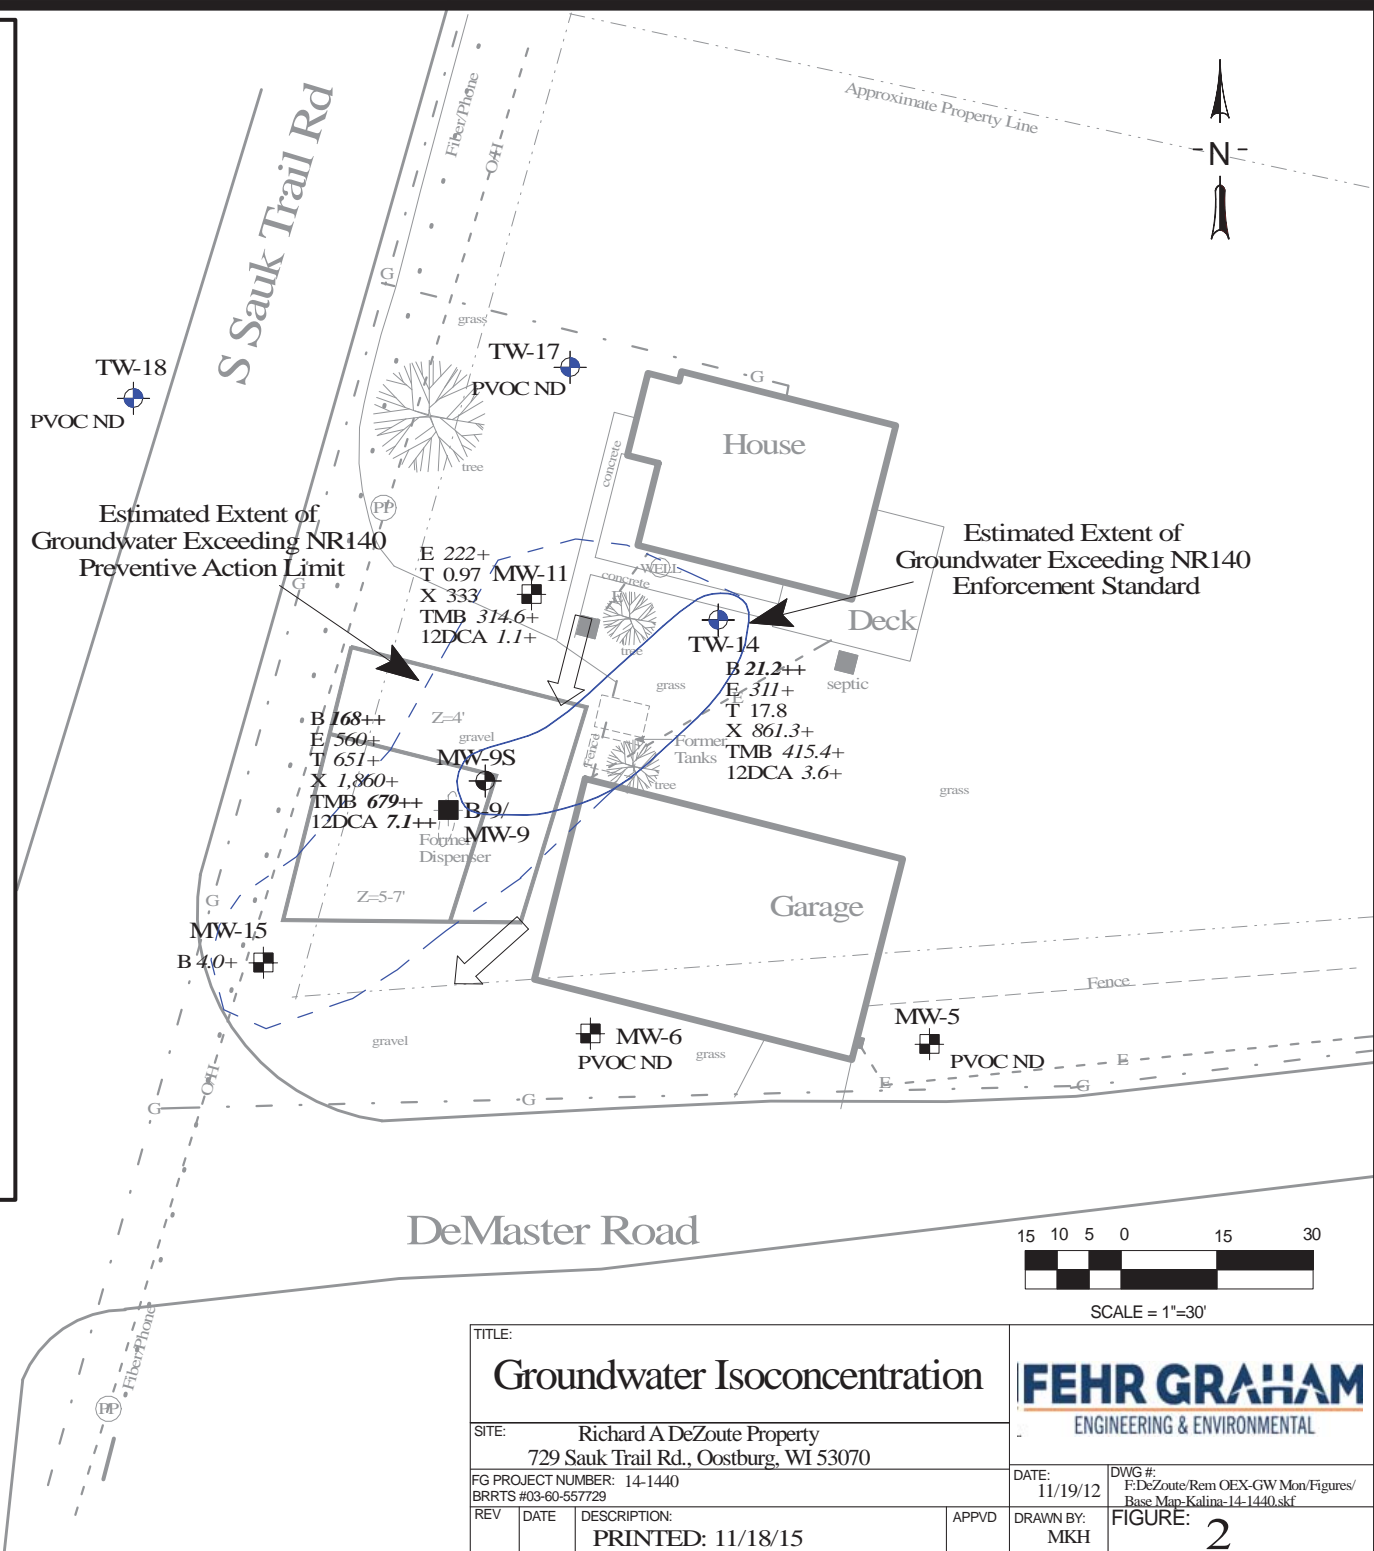 S Sauk Trail Rd
Fiber/Phone
O/H
Approximate Property Line
-N-
G
grass
TW-17
PVOC ND
TW-18
PVOC ND
G
House
concrete
tree
PP
Estimated Extent of
Groundwater Exceeding NR140
Preventive Action Limit
G
Estimated Extent of
Groundwater Exceeding NR140
Enforcement Standard
E 222+
T 0.97
X 333
TMB 314.6+
12DCA 1.1+
MW-11
WELL
concrete
E
tree
Deck
septic
TW-14
B 21.2++
E 311+
T 17.8
X 861.3+
TMB 415.4+
12DCA 3.6+
grass
E
Z=4'
gravel
B 168++
E 560+
T 651+
X 1,860+
TMB 679++
12DCA 7.1++
MW-9S
B-9/
MW-9
Former
Dispenser
Fence
Former
Tanks
tree
grass
Z=5-7'
Garage
G
MW-15
B 4.0+
Fence
gravel
MW-6
PVOC ND
grass
MW-5
PVOC ND
E
E
G
O/H
G
G
DeMaster Road
Fiber/Phone
PP
15 10 5 0 15 30
SCALE = 1"=30'
TITLE:
Groundwater Isoconcentration
FEHR GRAHAM
ENGINEERING & ENVIRONMENTAL
SITE: Richard A DeZoute Property
729 Sauk Trail Rd., Oostburg, WI 53070
FG PROJECT NUMBER: 14-1440
BRRTS #03-60-557729
DATE:
11/19/12
DWG #:
F:DeZoute/Rem OEX-GW Mon/Figures/
Base Map-Kalina-14-1440.skf
REV DATE DESCRIPTION: APPVD
PRINTED: 11/18/15
DRAWN BY:
MKH
FIGURE: 2